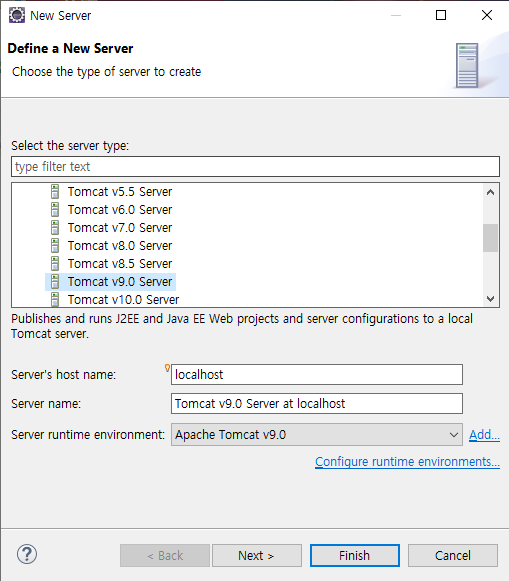 New Server
Define a New Server
Choose the type of server to create
Select the server type:
type filter text
Tomcat v5.5 Server
Tomcat v6.0 Server
Tomcat v7.0 Server
Tomcat v8.0 Server
Tomcat v8.5 Server
Tomcat v9.0 Server
Tomcat v10.0 Server
Publishes and runs J2EE and Java EE Web projects and server configurations to a local
Tomcat server.
Server's host name: localhost
Server name: Tomcat v9.0 Server at localhost
Server runtime environment: Apache Tomcat v9.0 Add...
Configure runtime environments...
? < Back Next > Finish Cancel